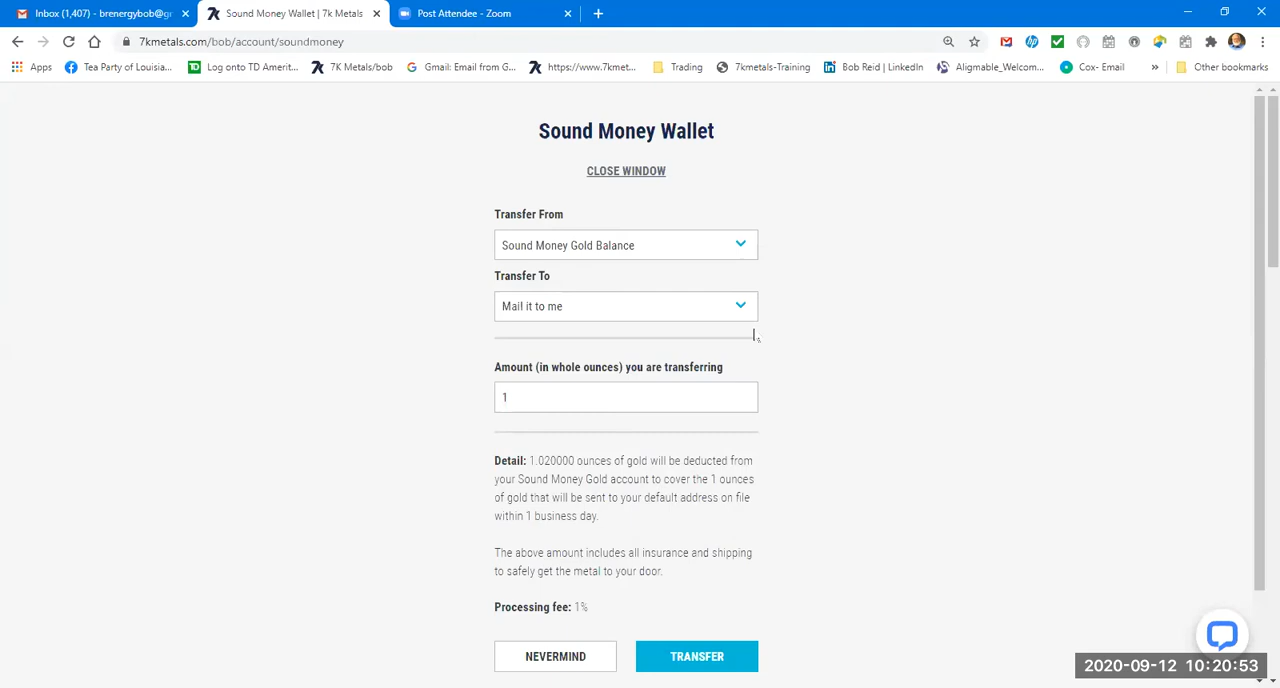 Inbox (1,407) - brenergybob@gr
Sound Money Wallet | 7k Metals
Post Attendee - Zoom
7kmetals.com/bob/account/soundmoney
Apps
Tea Party of Louisia...
Log onto TD Amerit...
7K Metals/bob
Gmail: Email from G...
https://www.7kmet...
Trading
7kmetals-Training
Bob Reid | LinkedIn
Aligmable_Welcom...
Cox- Email
»
Other bookmarks
Sound Money Wallet
CLOSE WINDOW
Transfer From
Sound Money Gold Balance
Transfer To
Mail it to me
Amount (in whole ounces) you are transferring
1
Detail: 1.020000 ounces of gold will be deducted from
your Sound Money Gold account to cover the 1 ounces
of gold that will be sent to your default address on file
within 1 business day.
The above amount includes all insurance and shipping
to safely get the metal to your door.
Processing fee: 1%
NEVERMIND
TRANSFER
2020-09-12 10:20:53